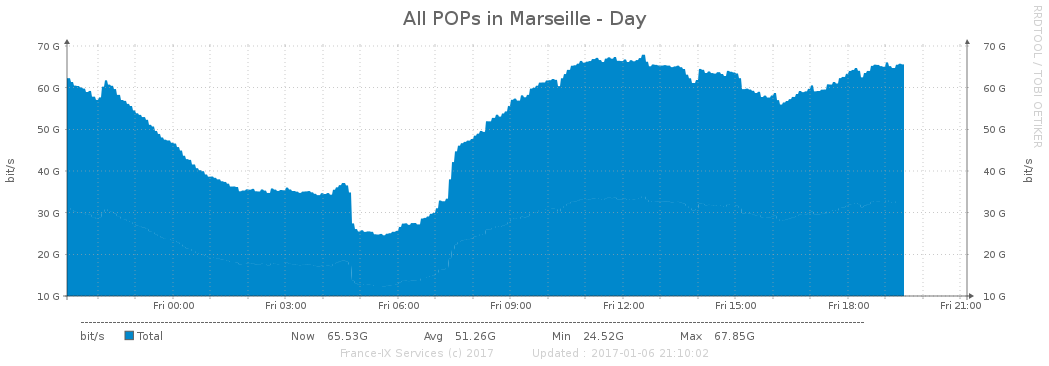 All POPs in Marseille - Day
RRDTOOL / TOBI OETIKER
70 G 70 G
60 G 60 G
50 G 50 G
40 G 40 G
30 G 30 G
20 G 20 G
10 G 10 G
bit/s bit/s
Fri 00:00 Fri 03:00 Fri 06:00 Fri 09:00 Fri 12:00 Fri 15:00 Fri 18:00 Fri 21:00
bit/s Total Now 65.53G Avg 51.26G Min 24.52G Max 67.85G
France-IX Services (c) 2017 Updated : 2017-01-06 21:10:02